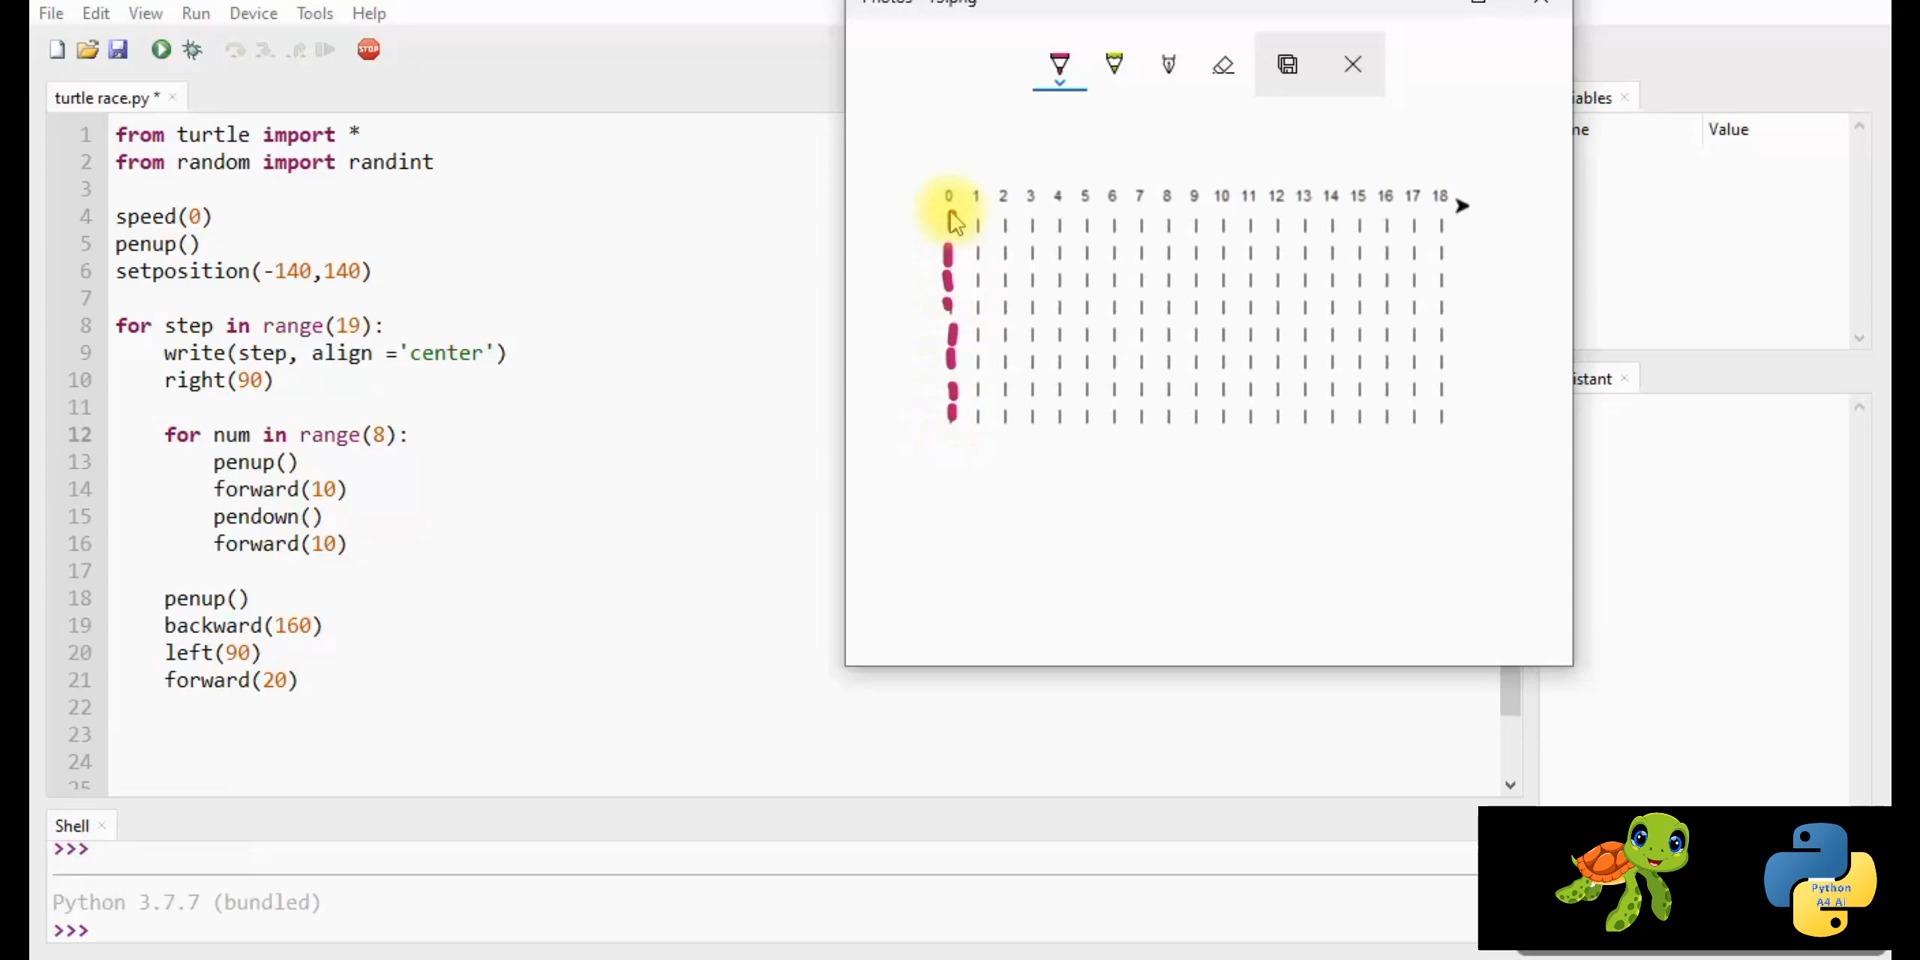 File Edit View Run Device Tools Help
STOP
turtle race.py *
1 from turtle import *
2 from random import randint
3
4 speed(0)
5 penup()
6 setposition(-140,140)
7
8 for step in range(19):
9 write(step, align ='center')
10 right(90)
11
12 for num in range(8):
13 penup()
14 forward(10)
15 pendown()
16 forward(10)
17
18 penup()
19 backward(160)
20 left(90)
21 forward(20)
22
23
24
25
0 1 2 3 4 5 6 7 8 9 10 11 12 13 14 15 16 17 18
iables
ne Value
istant
Shell
>>>
Python 3.7.7 (bundled)
>>>
Python
A4 AI